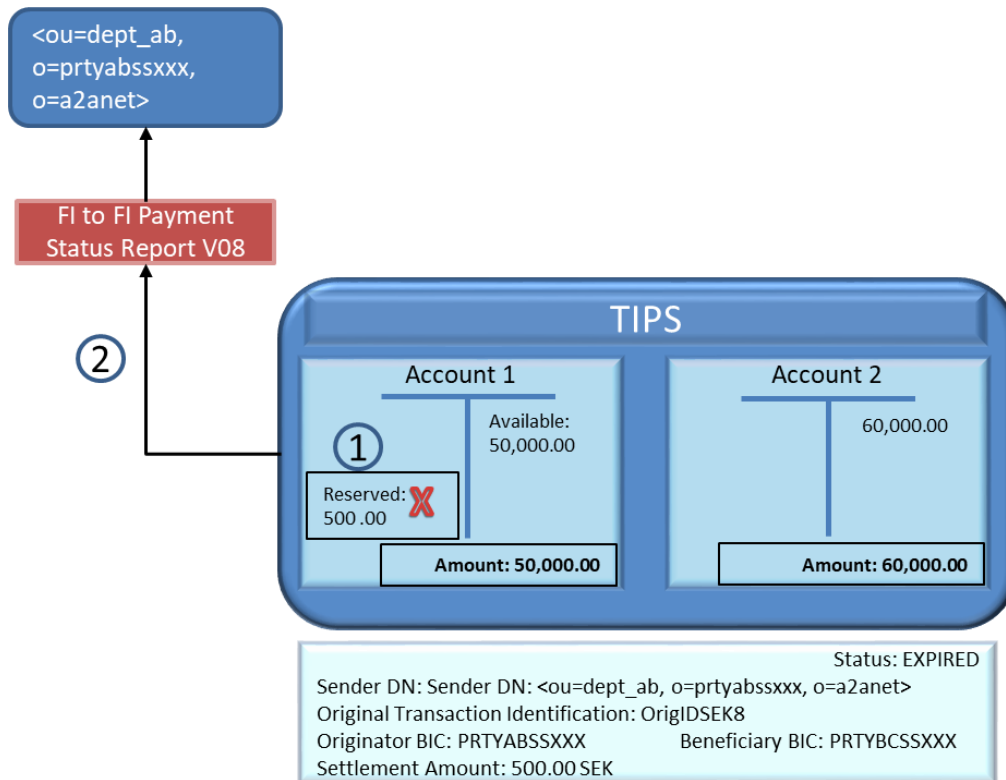 <ou=dept_ab,
o=prtyabssxxx,
o=a2anet>
FI to FI Payment
Status Report V08
2
TIPS
Account 1
Available:
50,000.00
1
Reserved:
500 .00
X
Amount: 50,000.00
Account 2
60,000.00
Amount: 60,000.00
Status: EXPIRED
Sender DN: Sender DN: <ou=dept_ab, o=prtyabssxxx, o=a2anet>
Original Transaction Identification: OrigIDSEK8
Originator BIC: PRTYABSSXXX Beneficiary BIC: PRTYBCSSXXX
Settlement Amount: 500.00 SEK